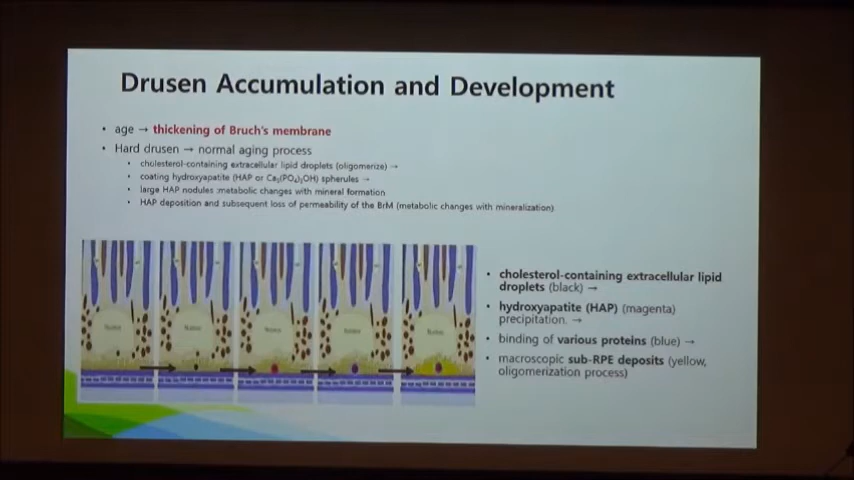 Drusen Accumulation and Development
• age → thickening of Bruch's membrane
• Hard drusen → normal aging process
• cholesterol-containing extracellular lipid droplets (oligomerize) →
• coating hydroxyapatite (HAP or Ca₅(PO₄)₃OH) spherules →
• large HAP nodules :metabolic changes with mineral formation
• HAP deposition and subsequent loss of permeability of the BrM (metabolic changes with mineralization)
• cholesterol-containing extracellular lipid
droplets (black) →
• hydroxyapatite (HAP) (magenta)
precipitation. →
• binding of various proteins (blue) →
• macroscopic sub-RPE deposits (yellow,
oligomerization process)